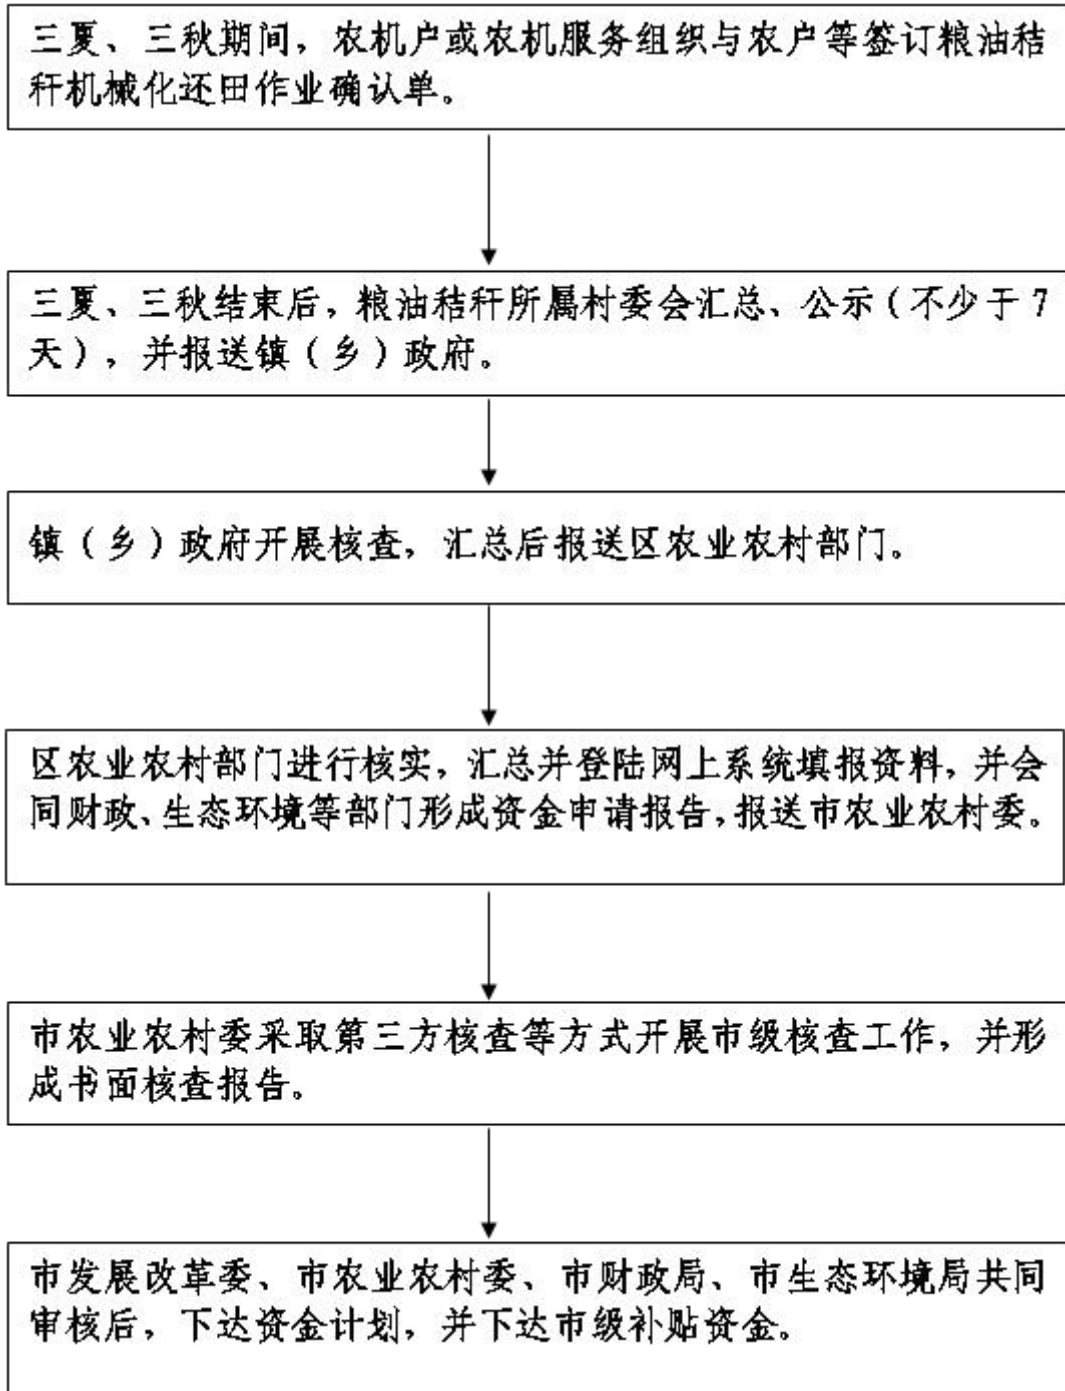 三夏、三秋期间，农机户或农机服务组织与农户等签订粮油秸
秆机械化还田作业确认单。
三夏、三秋结束后，粮油秸秆所属村委会汇总、公示（不少于7
天），并报送镇（乡）政府。
镇（乡）政府开展核查，汇总后报送区农业农村部门。
区农业农村部门进行核实，汇总并登陆网上系统填报资料，并会
同财政、生态环境等部门形成资金申请报告，报送市农业农村委。
市农业农村委采取第三方核查等方式开展市级核查工作，并形
成书面核查报告。
市发展改革委、市农业农村委、市财政局、市生态环境局共同
审核后，下达资金计划，并下达市级补贴资金。